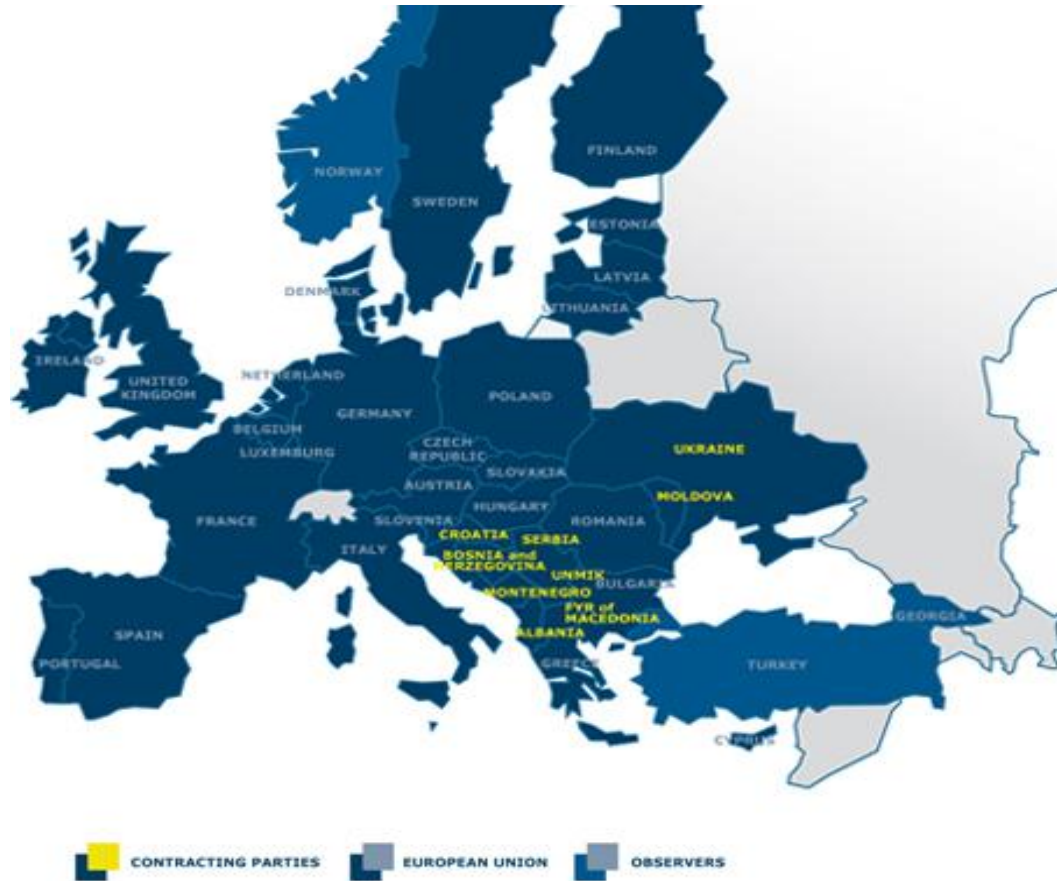 FINLAND
NORWAY
SWEDEN
ESTONIA
LATVIA
DENMARK
LITHUANIA
IRELAND
NETHERLAND
UNITED
KINGDOM
POLAND
GERMANY
BELGIUM
CZECH
REPUBLIC
UKRAINE
LUXEMBURG
SLOVAKIA
AUSTRIA
MOLDOVA
HUNGARY
FRANCE
SLOVENIA
ROMANIA
CROATIA
SERBIA
ITALY
BOSNIA and
HERZEGOVINA
UNMIK
BULGARIA
MONTENEGRO
FYR of
MACEDONIA
GEORGIA
ALBANIA
SPAIN
PORTUGAL
GREECE
TURKEY
CYPRUS
CONTRACTING PARTIES
EUROPEAN UNION
OBSERVERS